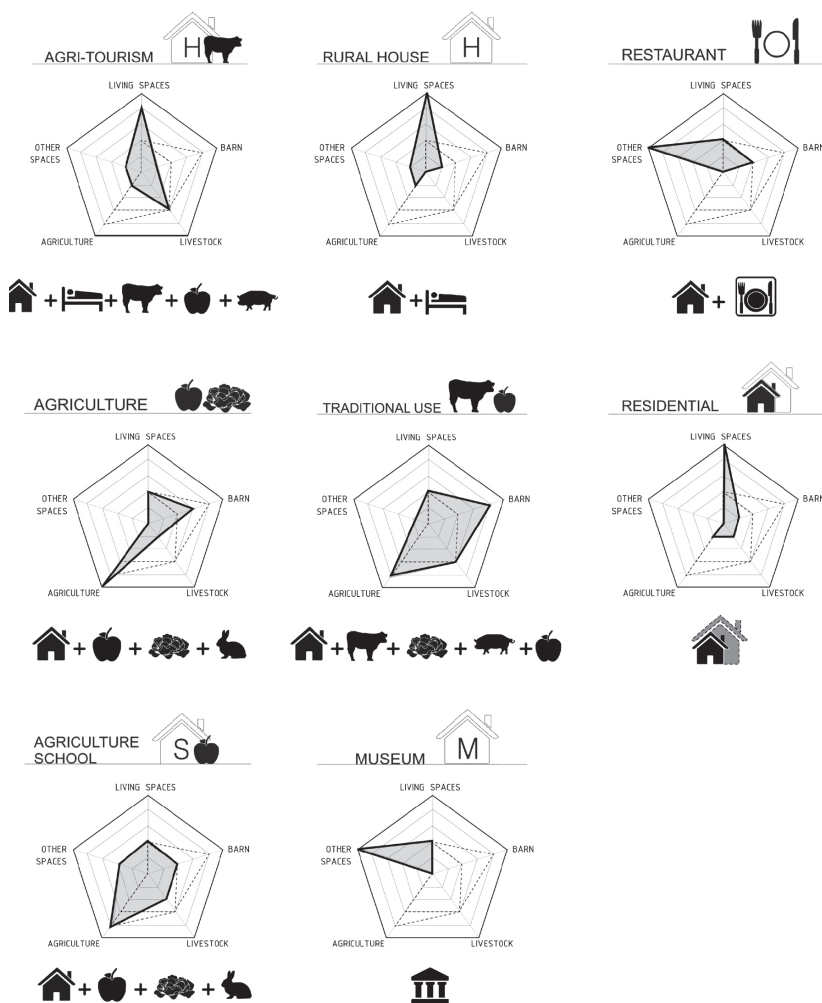 H
AGRI-TOURISM
LIVING SPACES
OTHER
SPACES
BARN
AGRICULTURE
LIVESTOCK
+ + + +
H
RURAL HOUSE
LIVING SPACES
OTHER
SPACES
BARN
AGRICULTURE
LIVESTOCK
+
RESTAURANT
LIVING SPACES
OTHER
SPACES
BARN
AGRICULTURE
LIVESTOCK
+
AGRICULTURE
LIVING SPACES
OTHER
SPACES
BARN
AGRICULTURE
LIVESTOCK
+ + +
TRADITIONAL USE
LIVING SPACES
OTHER
SPACES
BARN
AGRICULTURE
LIVESTOCK
+ + + +
RESIDENTIAL
LIVING SPACES
OTHER
SPACES
BARN
AGRICULTURE
LIVESTOCK
AGRICULTURE
SCHOOL
S
LIVING SPACES
OTHER
SPACES
BARN
AGRICULTURE
LIVESTOCK
+ + +
MUSEUM
M
LIVING SPACES
OTHER
SPACES
BARN
AGRICULTURE
LIVESTOCK